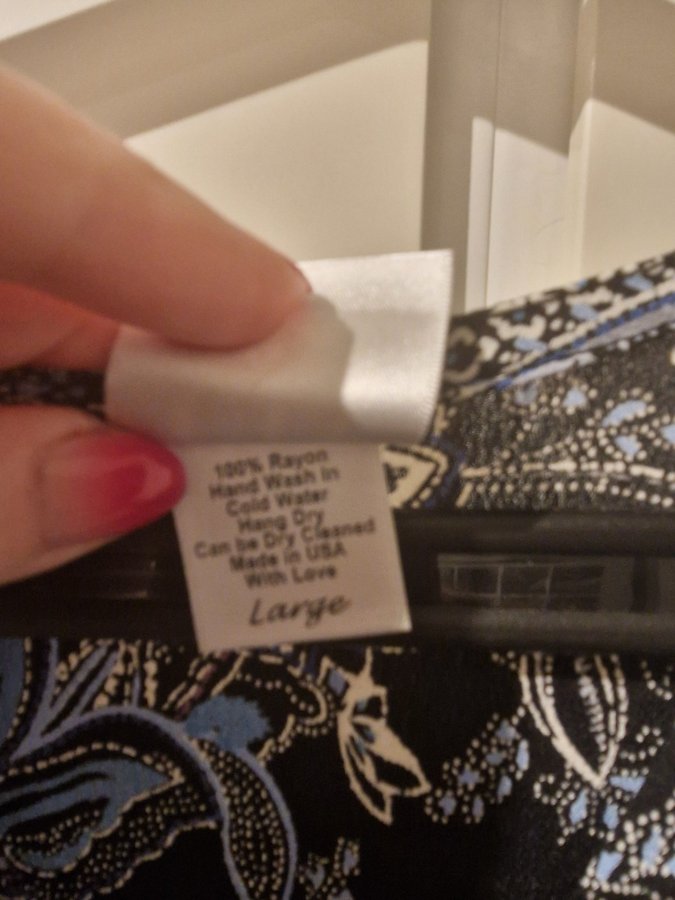 100% Rayon
Hand Wash in
Cold Water
Hang Dry
Can be Dry Cleaned
Made in USA
With Love
Large